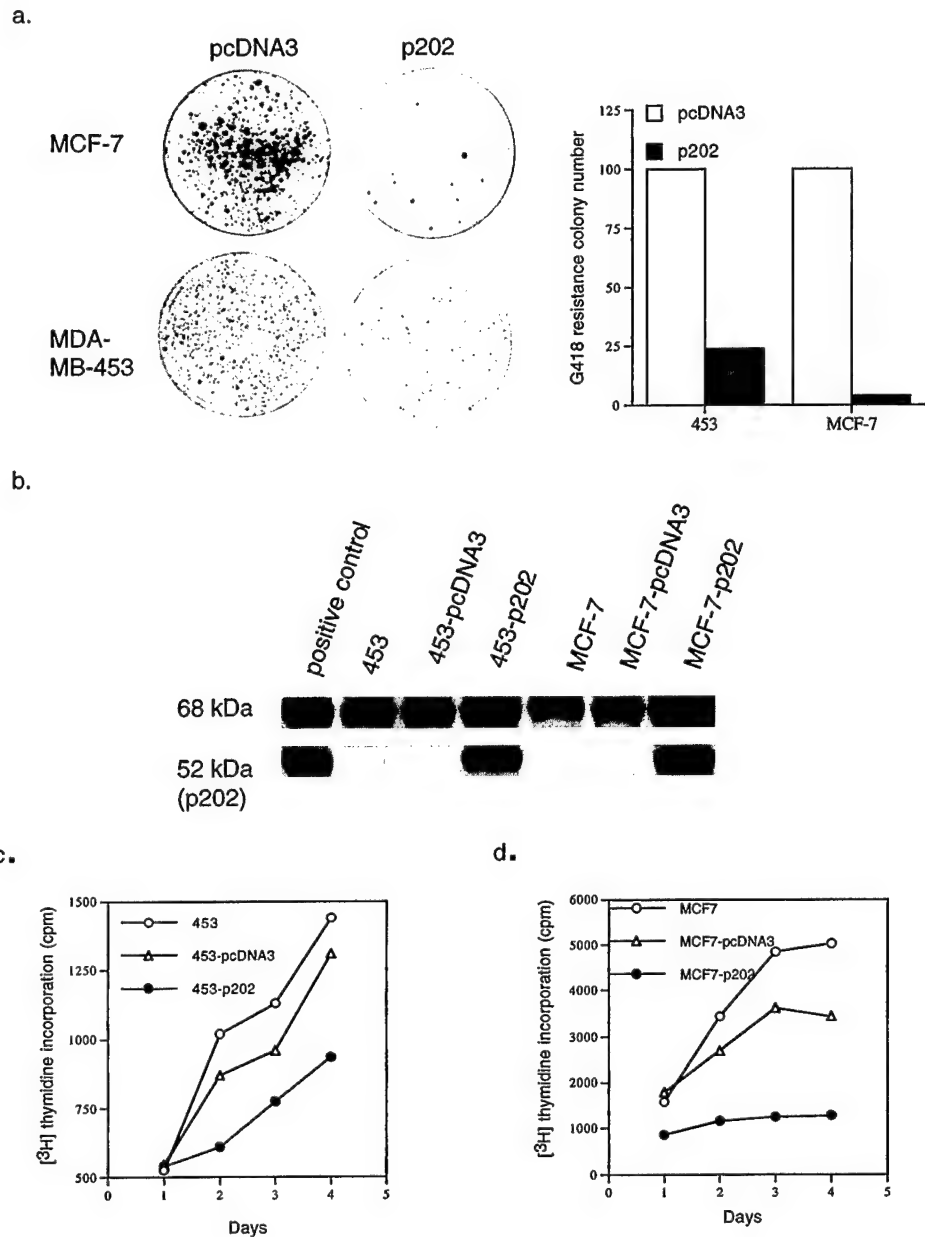 a.
pcDNA3
p202
MCF-7
MDA-
MB-453
G418 resistance colony number
125
100
75
50
25
0
pcDNA3
p202
453
MCF-7
b.
positive control
453
453-pcDNA3
453-p202
MCF-7
MCF-7-pcDNA3
MCF-7-p202
68 kDa
52 kDa
(p202)
c.
[3H] thymidine incorporation (cpm)
1500
1250
1000
750
500
453
453-pcDNA3
453-p202
0
1
2
3
4
5
Days
d.
[3H] thymidine incorporation (cpm)
6000
5000
4000
3000
2000
1000
0
MCF7
MCF7-pcDNA3
MCF7-p202
0
1
2
3
4
5
Days